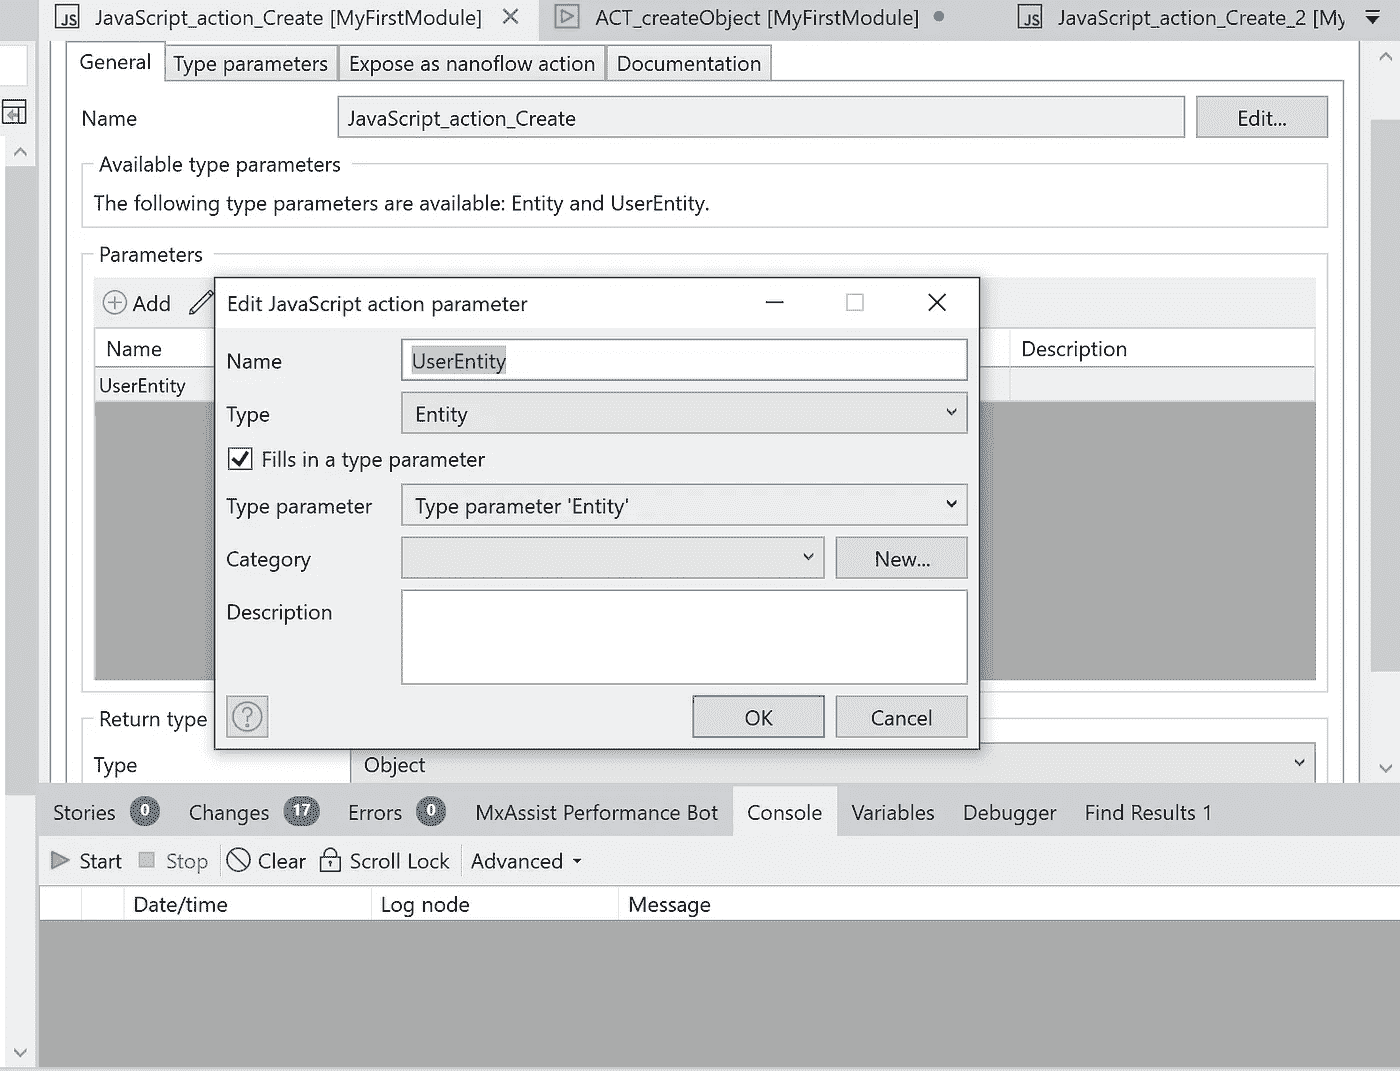 JS JavaScript_action_Create [MyFirstModule] ACT_createObject [MyFirstModule] JS JavaScript_action_Create_2 [My
General Type parameters Expose as nanoflow action Documentation
Name JavaScript_action_Create Edit...
Available type parameters
The following type parameters are available: Entity and UserEntity.
Parameters
Add
Name Description
UserEntity
Edit JavaScript action parameter
Name UserEntity
Type Entity
Fills in a type parameter
Type parameter Type parameter 'Entity'
Category New...
Description
? OK Cancel
Return type
Type Object
Stories 0 Changes 17 Errors 0 MxAssist Performance Bot Console Variables Debugger Find Results 1
Start Stop Clear Scroll Lock Advanced
Date/time Log node Message